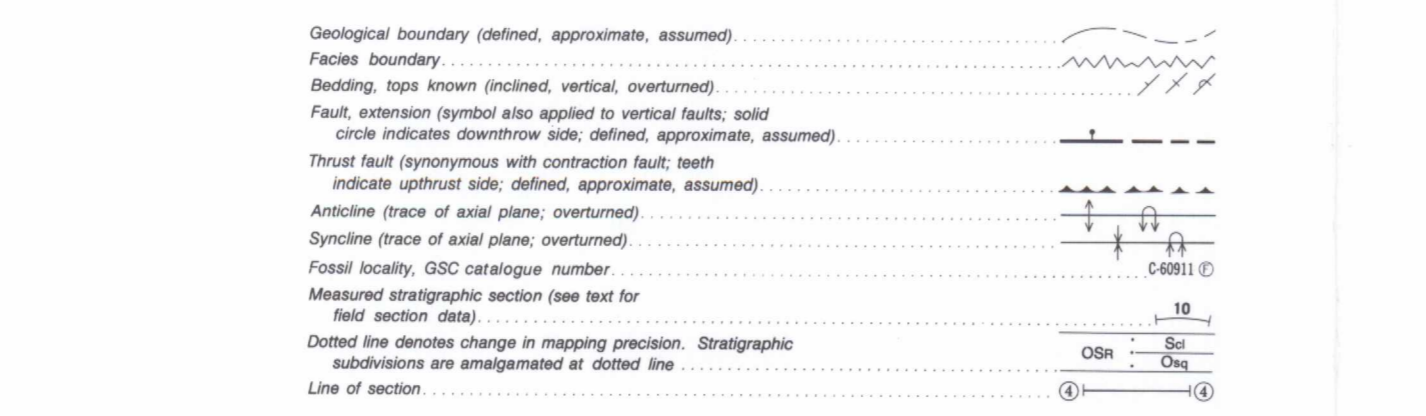 Geological boundary (defined, approximate, assumed)
Facies boundary
Bedding, tops known (inclined, vertical, overturned)
Fault, extension (symbol also applied to vertical faults; solid
circle indicates downthrow side; defined, approximate, assumed)
Thrust fault (synonymous with contraction fault; teeth
indicate upthrust side; defined, approximate, assumed)
Anticline (trace of axial plane; overturned)
Syncline (trace of axial plane; overturned)
Fossil locality, GSC catalogue number C-60911 Ⓕ
Measured stratigraphic section (see text for
field section data) 10
Dotted line denotes change in mapping precision. Stratigraphic
subdivisions are amalgamated at dotted line OSR Scl Osq
Line of section ④ ④